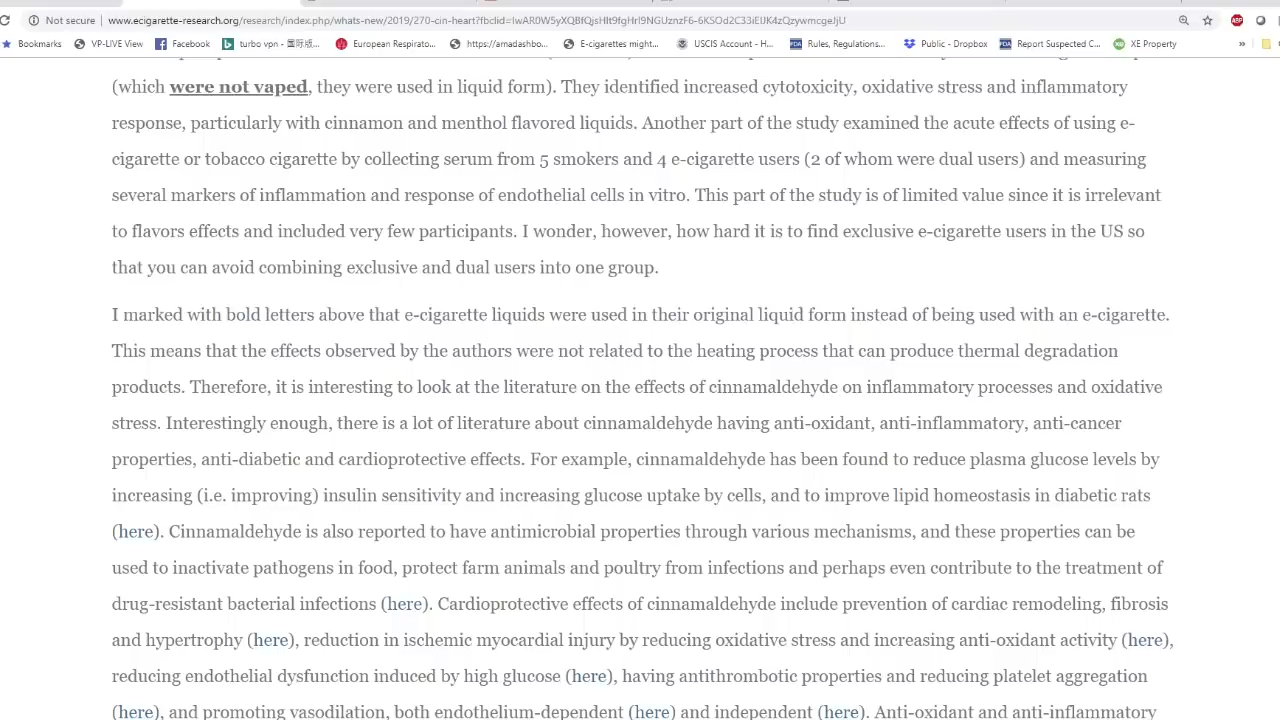 Not secure | www.ecigarette-research.org/research/index.php/whats-new/2019/270-cin-heart?fbclid=
Bookmarks VP-LIVE View Facebook turbo vpn - 国际版... European Respirato... https://amadashbo... E-cigarettes might... USCIS Account - H... FDA Rules, Regulations... Public - Dropbox FDA Report Suspected C... XE Property »
(which were not vaped, they were used in liquid form). They identified increased cytotoxicity, oxidative stress and inflammatory
response, particularly with cinnamon and menthol flavored liquids. Another part of the study examined the acute effects of using e-
cigarette or tobacco cigarette by collecting serum from 5 smokers and 4 e-cigarette users (2 of whom were dual users) and measuring
several markers of inflammation and response of endothelial cells in vitro. This part of the study is of limited value since it is irrelevant
to flavors effects and included very few participants. I wonder, however, how hard it is to find exclusive e-cigarette users in the US so
that you can avoid combining exclusive and dual users into one group.
I marked with bold letters above that e-cigarette liquids were used in their original liquid form instead of being used with an e-cigarette.
This means that the effects observed by the authors were not related to the heating process that can produce thermal degradation
products. Therefore, it is interesting to look at the literature on the effects of cinnamaldehyde on inflammatory processes and oxidative
stress. Interestingly enough, there is a lot of literature about cinnamaldehyde having anti-oxidant, anti-inflammatory, anti-cancer
properties, anti-diabetic and cardioprotective effects. For example, cinnamaldehyde has been found to reduce plasma glucose levels by
increasing (i.e. improving) insulin sensitivity and increasing glucose uptake by cells, and to improve lipid homeostasis in diabetic rats
(here). Cinnamaldehyde is also reported to have antimicrobial properties through various mechanisms, and these properties can be
used to inactivate pathogens in food, protect farm animals and poultry from infections and perhaps even contribute to the treatment of
drug-resistant bacterial infections (here). Cardioprotective effects of cinnamaldehyde include prevention of cardiac remodeling, fibrosis
and hypertrophy (here), reduction in ischemic myocardial injury by reducing oxidative stress and increasing anti-oxidant activity (here),
reducing endothelial dysfunction induced by high glucose (here), having antithrombotic properties and reducing platelet aggregation
(here), and promoting vasodilation, both endothelium-dependent (here) and independent (here). Anti-oxidant and anti-inflammatory